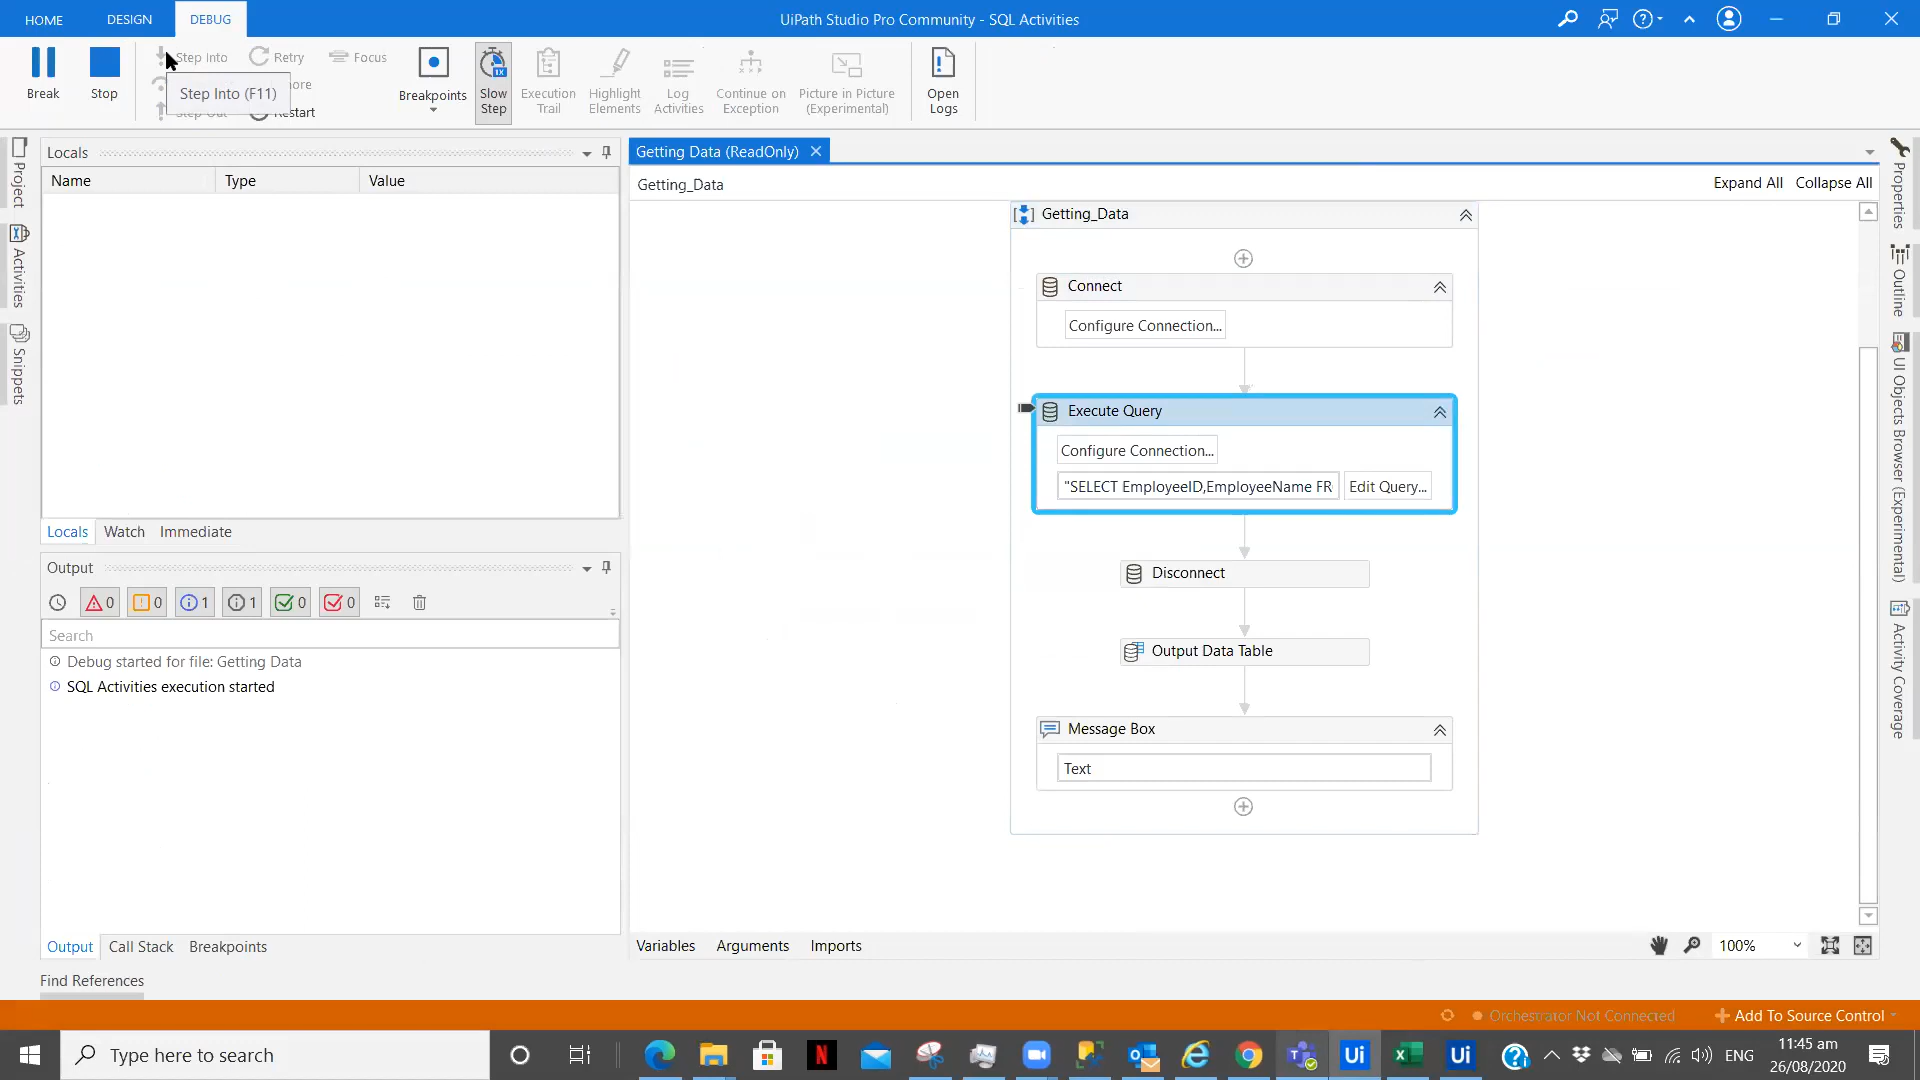 HOME DESIGN DEBUG UiPath Studio Pro Community - SQL Activities
Break Stop Step Into Retry Focus
Step Into (F11) ore
Step Out Restart
Breakpoints Slow Step Execution Trail Highlight Elements Log Activities Continue on Exception Picture in Picture (Experimental) Open Logs
Project
Activities
Snippets
Locals
Name Type Value
Locals Watch Immediate
Output
0 0 1 1 0 0
Search
Debug started for file: Getting Data
SQL Activities execution started
Output Call Stack Breakpoints
Find References
Getting Data (ReadOnly)
Getting_Data Expand All Collapse All
Getting_Data
Connect
Configure Connection...
Execute Query
Configure Connection...
"SELECT EmployeeID,EmployeeName FR Edit Query...
Disconnect
Output Data Table
Message Box
Text
Variables Arguments Imports 100%
Properties
Outline
UI Objects Browser (Experimental)
Activity Coverage
Orchestrator Not Connected Add To Source Control
Type here to search
ENG
11:45 am
26/08/2020